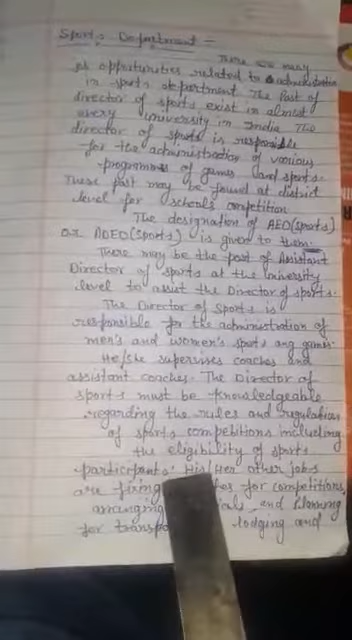 Sports Department -
There are many
Job opportunities related to administration
in sports department The Post of
director of sports exist in almost
every university in India The
director of sports is responsible
for the administration of various
programmes of games and sports.
These post may be found at district
level for schools competition
The designation of AEO (Sports)
or ADEO (Sports) is given to them.
There may be the post of Assistant
Director of sports at the university
level to assist the Director of sports.
The Director of Sports is
responsible for the administration of
men's and women's sports and games
He/she supervises coaches and
assistant coaches. The Director of
sports must be knowledgeable
regarding the rules and regulations
of sports competitions including
the eligibility of sports
participants. His/Her other jobs
are fixing for competitions,
arranging and Planning
for lodging and